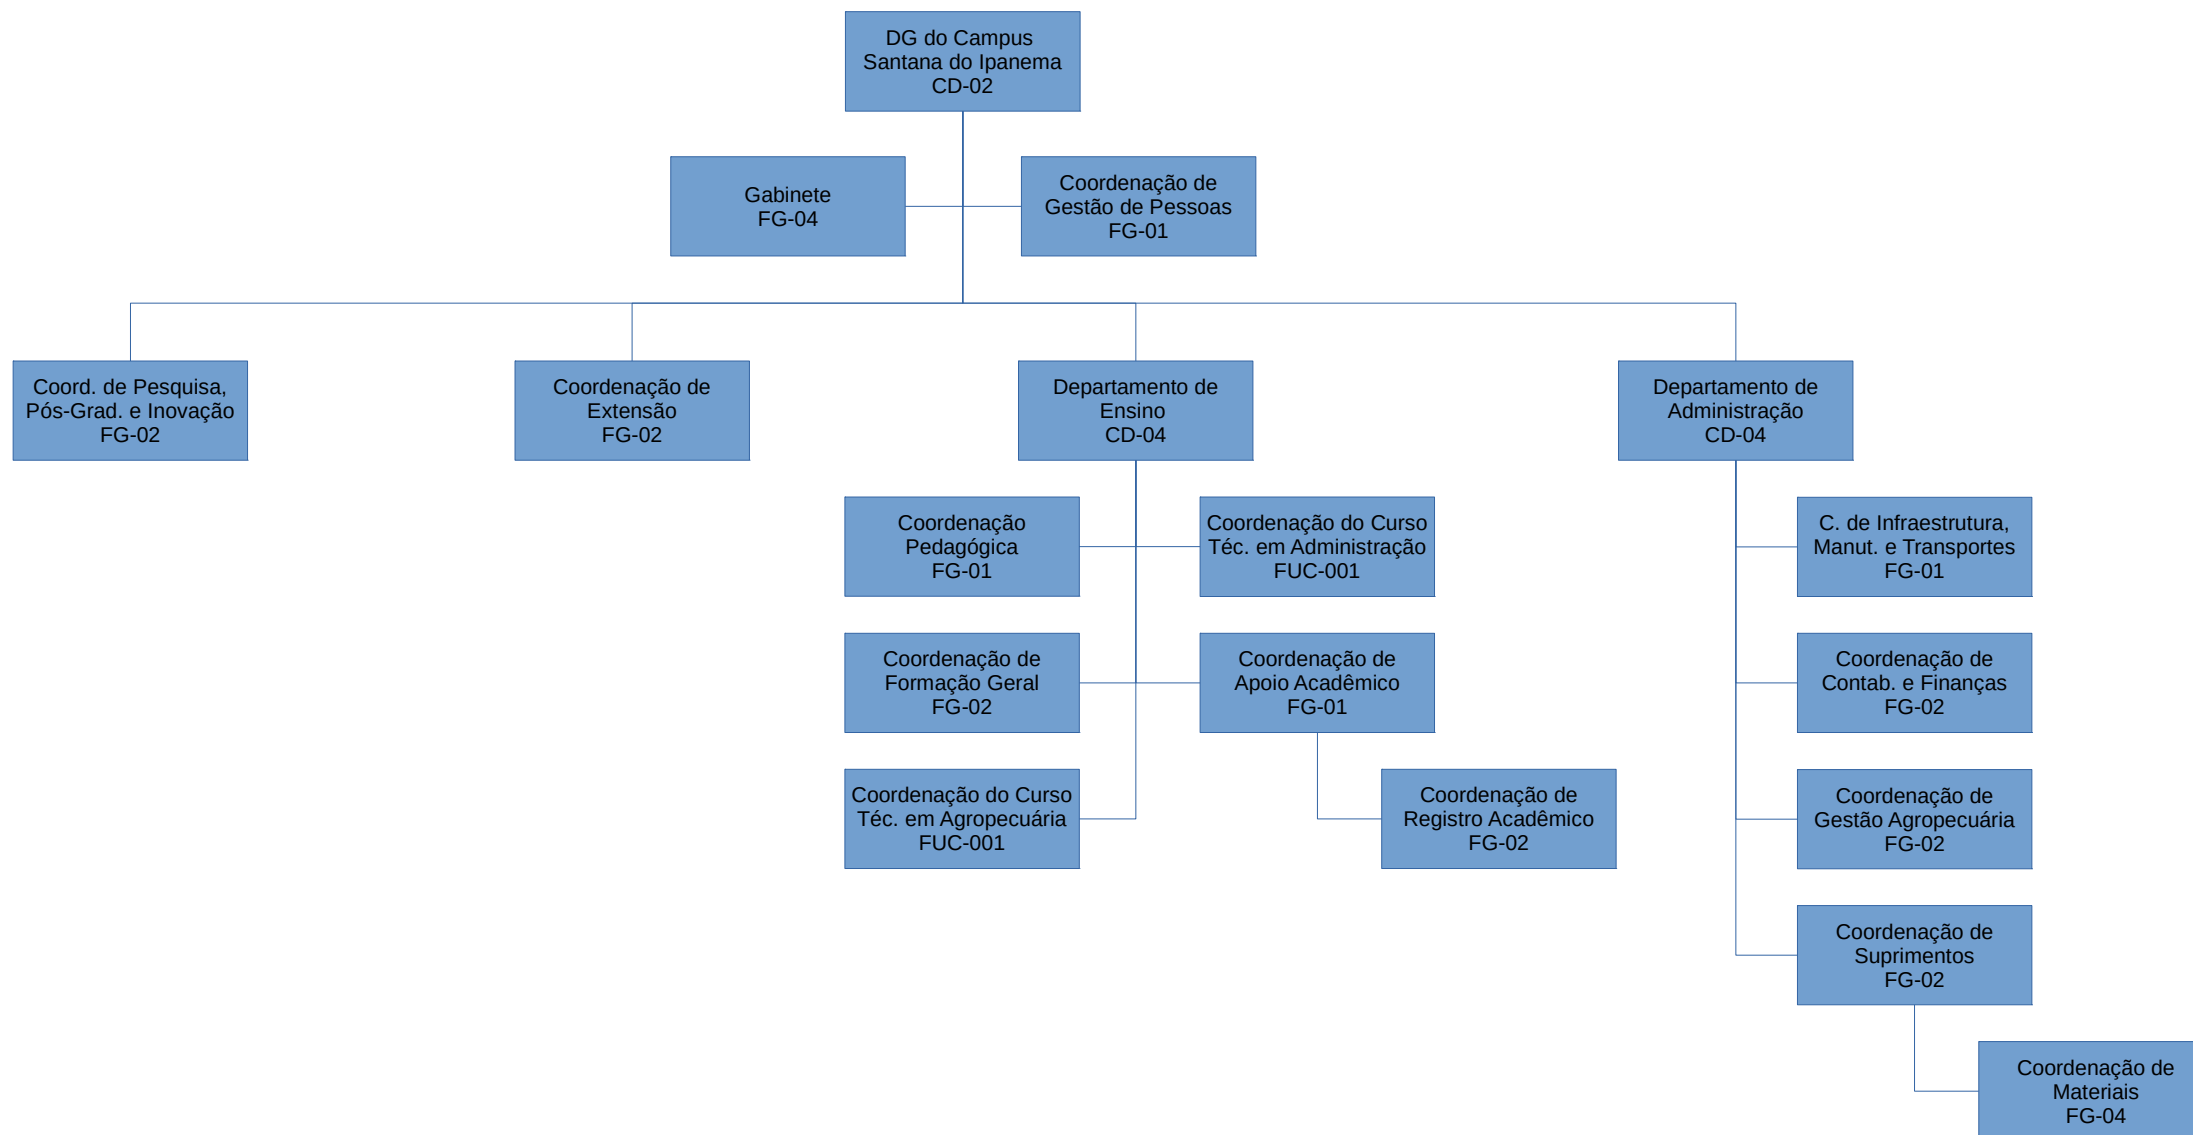 DG do Campus
Santana do Ipanema
CD-02
Gabinete
FG-04
Coordenação de
Gestão de Pessoas
FG-01
Coord. de Pesquisa,
Pós-Grad. e Inovação
FG-02
Coordenação de
Extensão
FG-02
Departamento de
Ensino
CD-04
Departamento de
Administração
CD-04
Coordenação
Pedagógica
FG-01
Coordenação do Curso
Téc. em Administração
FUC-001
C. de Infraestrutura,
Manut. e Transportes
FG-01
Coordenação de
Formação Geral
FG-02
Coordenação de
Apoio Acadêmico
FG-01
Coordenação de
Contab. e Finanças
FG-02
Coordenação do Curso
Téc. em Agropecuária
FUC-001
Coordenação de
Registro Acadêmico
FG-02
Coordenação de
Gestão Agropecuária
FG-02
Coordenação de
Suprimentos
FG-02
Coordenação de
Materiais
FG-04